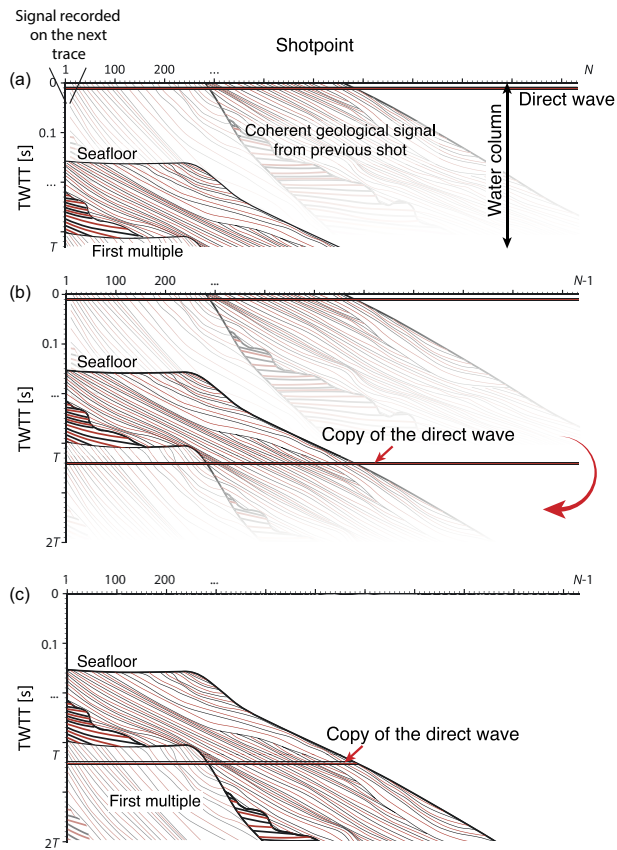 Signal recorded
on the next
trace
Shotpoint
1 100 200 ... N
(a)
0
Direct wave
0.1
Coherent geological signal
from previous shot
Water column
TWTT [s]
Seafloor
...
T
First multiple
1 100 200 ... N-1
(b)
0
0.1
Seafloor
TWTT [s]
...
Copy of the direct wave
T
2T
1 100 200 ... N-1
(c)
0
0.1
Seafloor
TWTT [s]
...
Copy of the direct wave
T
First multiple
2T